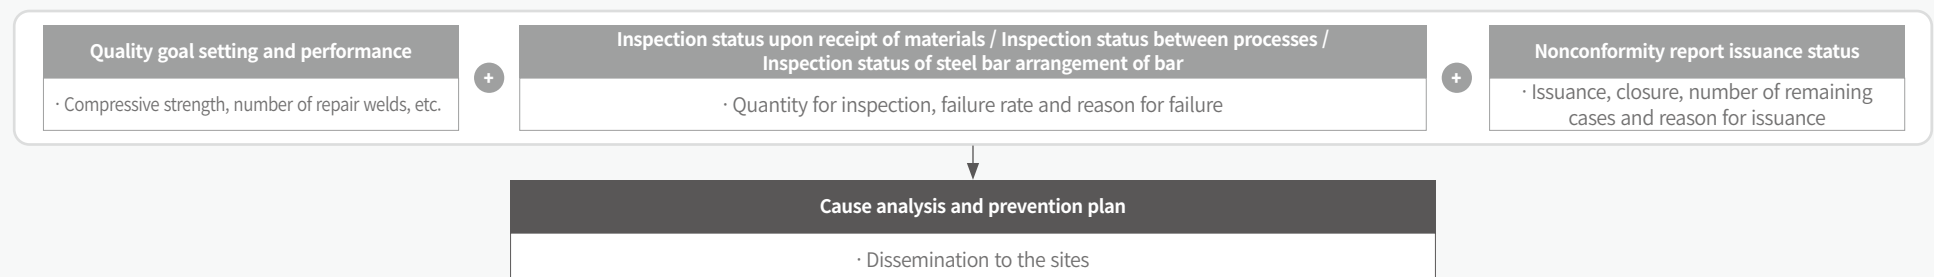 Quality goal setting and performance
· Compressive strength, number of repair welds, etc.
+
Inspection status upon receipt of materials / Inspection status between processes /
Inspection status of steel bar arrangement of bar
· Quantity for inspection, failure rate and reason for failure
+
Nonconformity report issuance status
· Issuance, closure, number of remaining
cases and reason for issuance
Cause analysis and prevention plan
· Dissemination to the sites